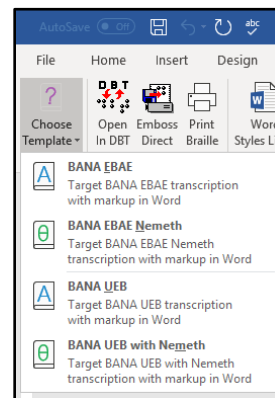 AutoSave Off abc
File Home Insert Design
? DBT W
Choose Open Emboss Print Word
Template In DBT Direct Braille Styles Li
A BANA EBAE
Target BANA EBAE transcription
with markup in Word
θ BANA EBAE Nemeth
Target BANA EBAE Nemeth
transcription with markup in Word
A BANA UEB
Target BANA UEB transcription
with markup in Word
θ BANA UEB with Nemeth
Target BANA UEB with Nemeth
transcription with markup in Word